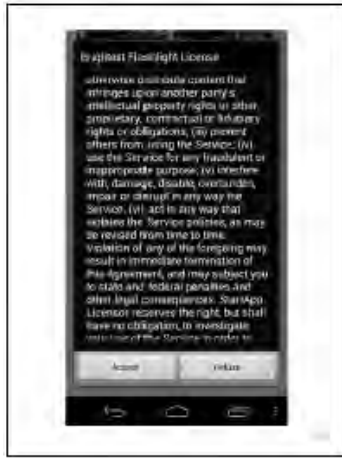 Brightest Flashlight License
otherwise distribute content that
infringes upon another party's
intellectual property rights or other
proprietary, contractual or fiduciary
rights or obligations; (iii) prevent
others from using the Service; (iv)
use the Service for any fraudulent or
inappropriate purpose; (v) interfere
with, damage, disable, overburden,
impair or disrupt in any way the
Service; (vi) act in any way that
violates the Service policies, as may
be revised from time to time.
Violation of any of the foregoing may
result in immediate termination of
this Agreement, and may subject you
to state and federal penalties and
other legal consequences. StartApp
Licensor reserves the right, but shall
have no obligation, to investigate
your use of the Service in order to
Accept Refuse